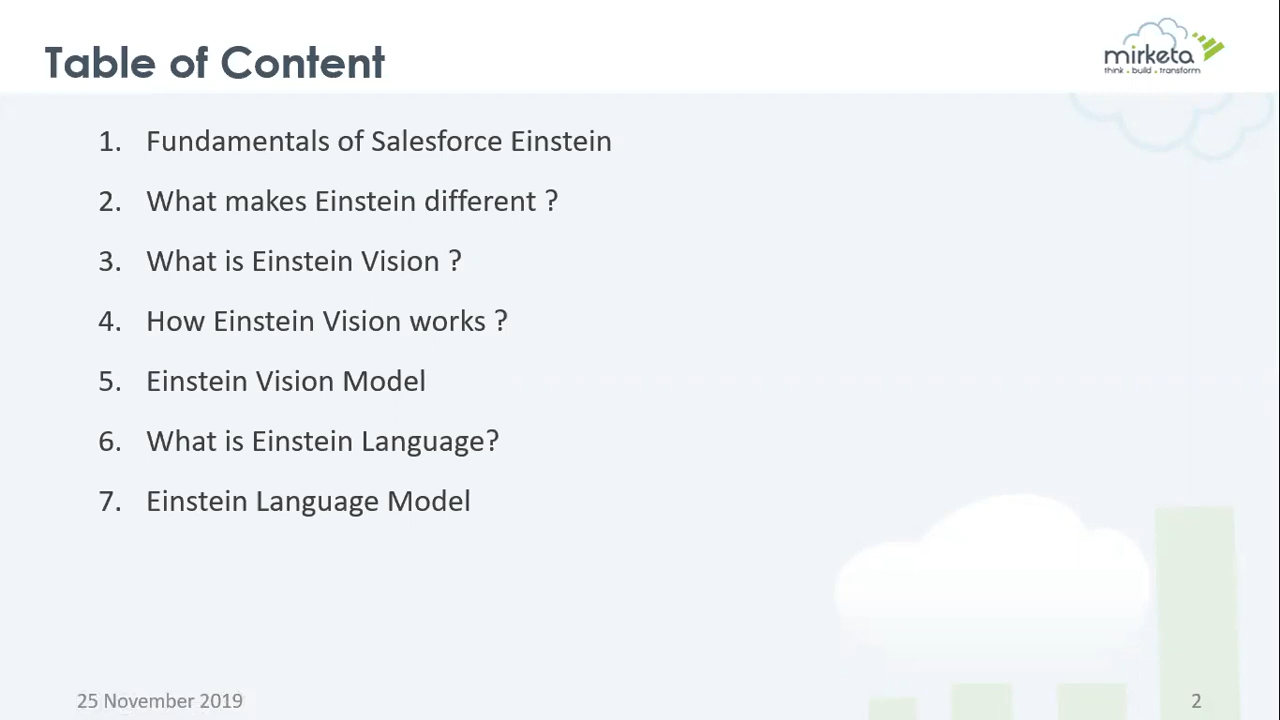 Table of Content
mirketa
think . build . transform
1. Fundamentals of Salesforce Einstein
2. What makes Einstein different ?
3. What is Einstein Vision ?
4. How Einstein Vision works ?
5. Einstein Vision Model
6. What is Einstein Language?
7. Einstein Language Model
25 November 2019
2